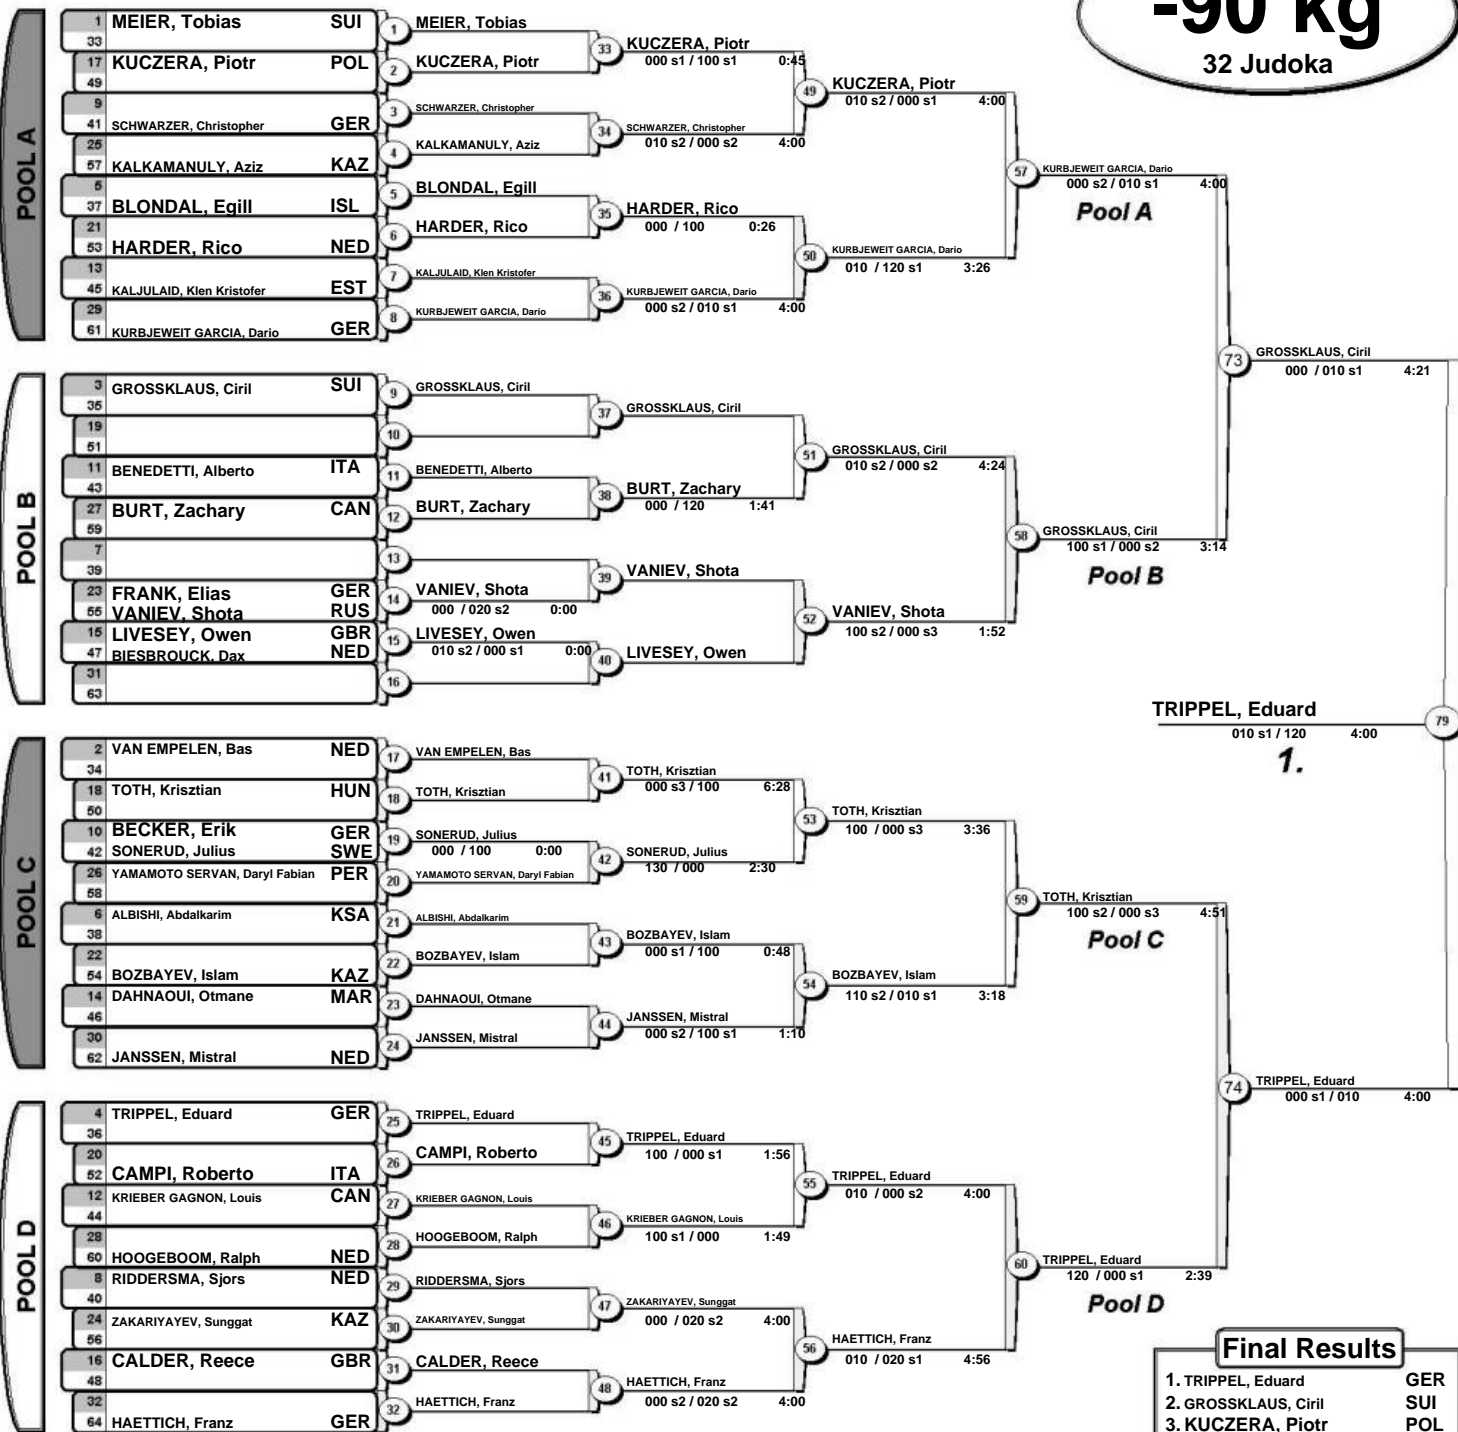 -90 kg
32 Judoka
POOL A
1 MEIER, Tobias SUI
33
17 KUCZERA, Piotr POL
49
9
41 SCHWARZER, Christopher GER
25
57 KALKAMANULY, Aziz KAZ
5
37 BLONDAL, Egill ISL
21
53 HARDER, Rico NED
13
45 KALJULAID, Klen Kristofer EST
29
61 KURBJEWEIT GARCIA, Dario GER
1 MEIER, Tobias
2 KUCZERA, Piotr
3 SCHWARZER, Christopher
4 KALKAMANULY, Aziz
5 BLONDAL, Egill
6 HARDER, Rico
7 KALJULAID, Klen Kristofer
8 KURBJEWEIT GARCIA, Dario
33 KUCZERA, Piotr
000 s1 / 100 s1 0:45
34 SCHWARZER, Christopher
010 s2 / 000 s2 4:00
35 HARDER, Rico
000 / 100 0:26
36 KURBJEWEIT GARCIA, Dario
000 s2 / 010 s1 4:00
49 KUCZERA, Piotr
010 s2 / 000 s1 4:00
50 KURBJEWEIT GARCIA, Dario
010 / 120 s1 3:26
57 KURBJEWEIT GARCIA, Dario
000 s2 / 010 s1 4:00
Pool A
POOL B
3 GROSSKLAUS, Ciril SUI
35
19
51
11 BENEDETTI, Alberto ITA
43
27 BURT, Zachary CAN
59
7
39
23 FRANK, Elias GER
55 VANIEV, Shota RUS
15 LIVESEY, Owen GBR
47 BIESBROUCK, Dax NED
31
63
9 GROSSKLAUS, Ciril
10
11 BENEDETTI, Alberto
12 BURT, Zachary
13
14 VANIEV, Shota
000 / 020 s2 0:00
15 LIVESEY, Owen
010 s2 / 000 s1 0:00
16
37 GROSSKLAUS, Ciril
38 BURT, Zachary
000 / 120 1:41
39 VANIEV, Shota
40 LIVESEY, Owen
51 GROSSKLAUS, Ciril
010 s2 / 000 s2 4:24
52 VANIEV, Shota
100 s2 / 000 s3 1:52
58 GROSSKLAUS, Ciril
100 s1 / 000 s2 3:14
Pool B
73 GROSSKLAUS, Ciril
000 / 010 s1 4:21
TRIPPEL, Eduard 79
010 s1 / 120 4:00
1.
POOL C
2 VAN EMPELEN, Bas NED
34
18 TOTH, Krisztian HUN
50
10 BECKER, Erik GER
42 SONERUD, Julius SWE
26 YAMAMOTO SERVAN, Daryl Fabian PER
58
6 ALBISHI, Abdalkarim KSA
38
22
54 BOZBAYEV, Islam KAZ
14 DAHNAOUI, Otmane MAR
46
30
62 JANSSEN, Mistral NED
17 VAN EMPELEN, Bas
18 TOTH, Krisztian
19 SONERUD, Julius
000 / 100 0:00
20 YAMAMOTO SERVAN, Daryl Fabian
21 ALBISHI, Abdalkarim
22 BOZBAYEV, Islam
23 DAHNAOUI, Otmane
24 JANSSEN, Mistral
41 TOTH, Krisztian
000 s3 / 100 6:28
42 SONERUD, Julius
130 / 000 2:30
43 BOZBAYEV, Islam
000 s1 / 100 0:48
44 JANSSEN, Mistral
000 s2 / 100 s1 1:10
53 TOTH, Krisztian
100 / 000 s3 3:36
54 BOZBAYEV, Islam
110 s2 / 010 s1 3:18
59 TOTH, Krisztian
100 s2 / 000 s3 4:51
Pool C
74 TRIPPEL, Eduard
000 s1 / 010 4:00
POOL D
4 TRIPPEL, Eduard GER
36
20
52 CAMPI, Roberto ITA
12 KRIEBER GAGNON, Louis CAN
44
28
60 HOOGEBOOM, Ralph NED
8 RIDDERSMA, Sjors NED
40
24 ZAKARIYAYEV, Sunggat KAZ
56
16 CALDER, Reece GBR
48
32
64 HAETTICH, Franz GER
25 TRIPPEL, Eduard
26 CAMPI, Roberto
27 KRIEBER GAGNON, Louis
28 HOOGEBOOM, Ralph
29 RIDDERSMA, Sjors
30 ZAKARIYAYEV, Sunggat
31 CALDER, Reece
32 HAETTICH, Franz
45 TRIPPEL, Eduard
100 / 000 s1 1:56
46 KRIEBER GAGNON, Louis
100 s1 / 000 1:49
47 ZAKARIYAYEV, Sunggat
000 / 020 s2 4:00
48 HAETTICH, Franz
000 s2 / 020 s2 4:00
55 TRIPPEL, Eduard
010 / 000 s2 4:00
56 HAETTICH, Franz
010 / 020 s1 4:56
60 TRIPPEL, Eduard
120 / 000 s1 2:39
Pool D
Final Results
1. TRIPPEL, Eduard GER
2. GROSSKLAUS, Ciril SUI
3. KUCZERA, Piotr POL